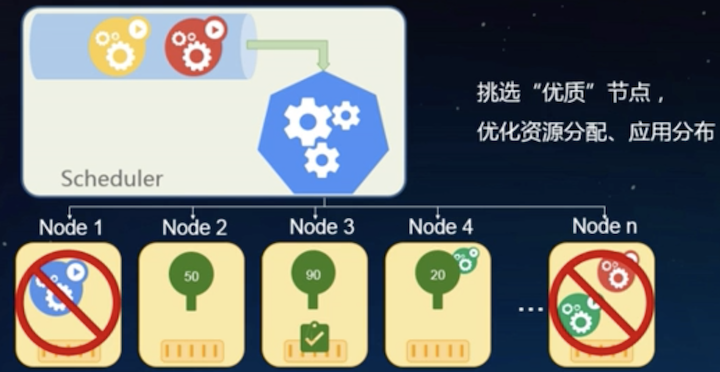 挑选“优质”节点，
优化资源分配、应用分布
Scheduler
Node 1
Node 2
Node 3
Node 4
Node n
50
90
20
...